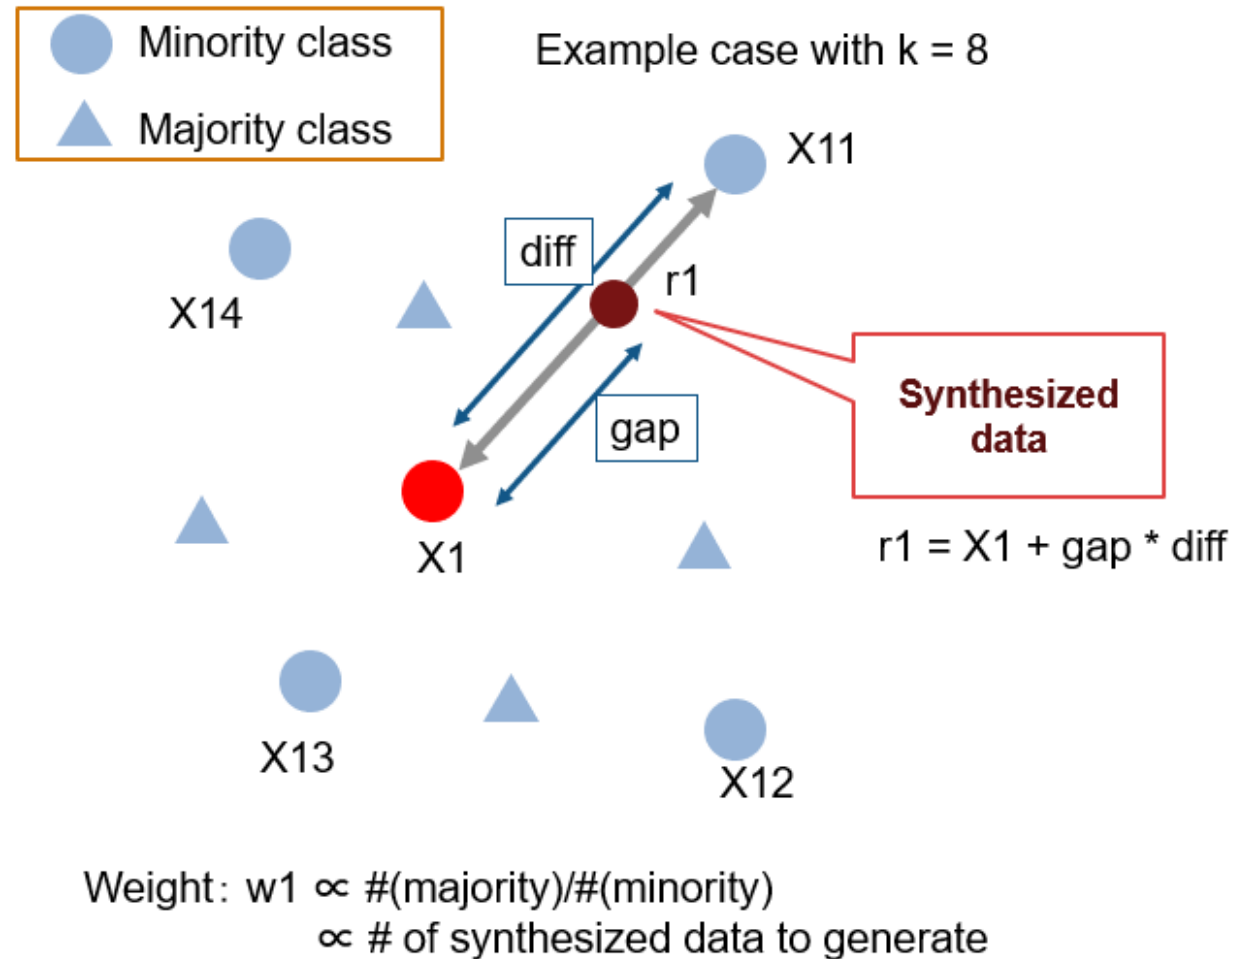 Minority class
Majority class
Example case with k = 8
X11
diff
X14
r1
Synthesized
data
gap
X1
r1 = X1 + gap * diff
X13
X12
Weight: w1 ∝ #(majority)/#(minority)
∝ # of synthesized data to generate